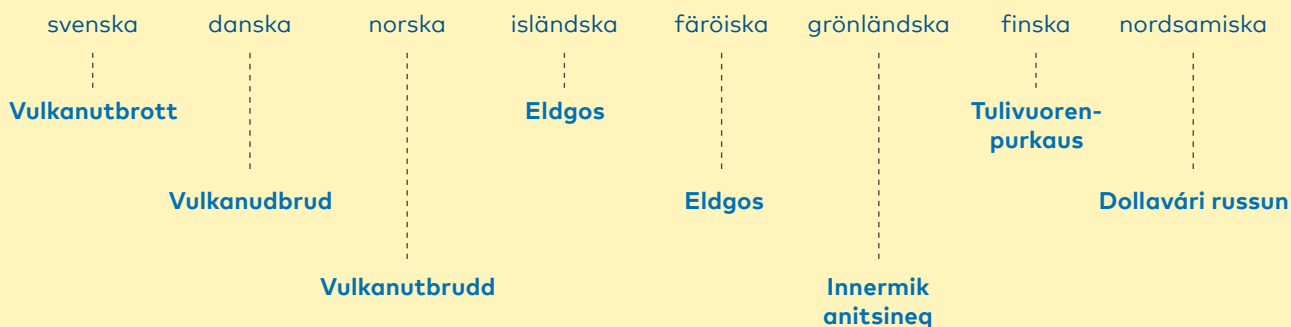 svenska danska norska isländska färöiska grönländska finska nordsamiska
Vulkanutbrott Eldgos Tulivuoren-
purkaus
Vulkanudbrud Eldgos Dollavári russun
Vulkanutbrudd Innermik
anitsineq